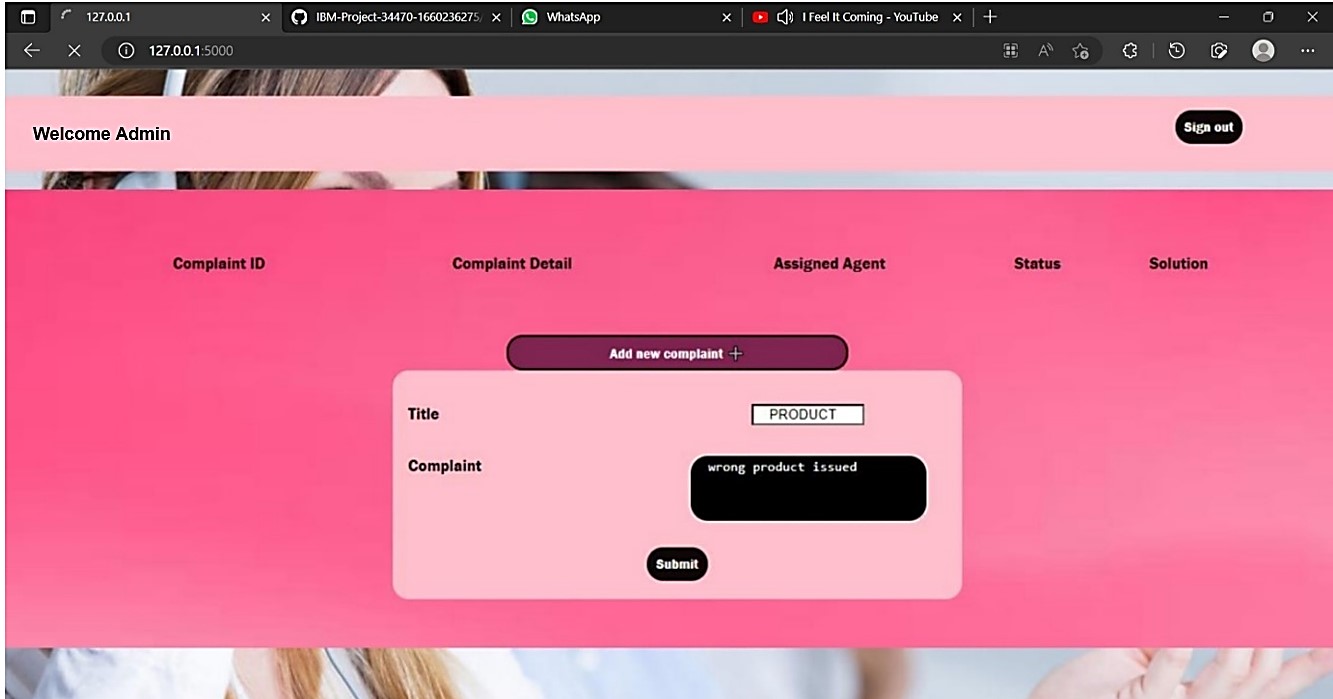 127.0.0.1
IBM-Project-34470-1660236275/
WhatsApp
I Feel It Coming - YouTube
127.0.0.1:5000
Welcome Admin
Sign out
Complaint ID Complaint Detail Assigned Agent Status Solution
Add new complaint +
Title PRODUCT
Complaint wrong product issued
Submit